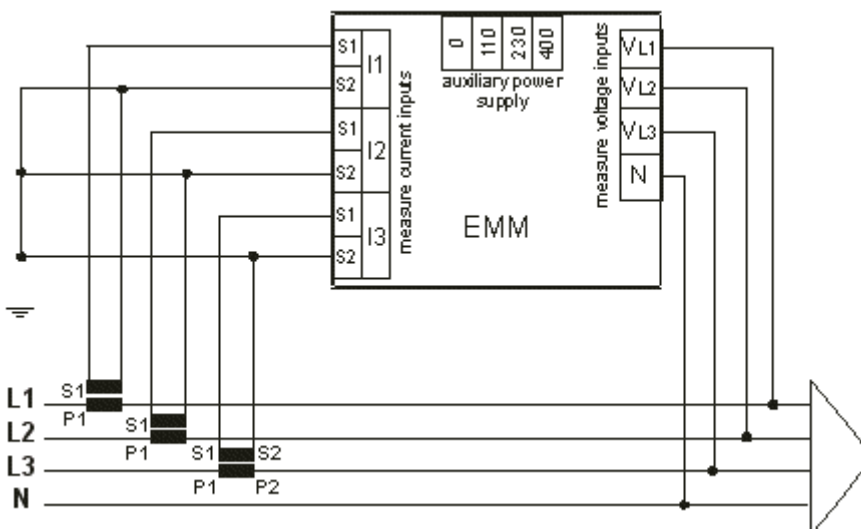 S1
S2
I1
S1
S2
I2
S1
S2
I3
measure current inputs
0
110
230
400
auxiliary power
supply
EMM
measure voltage inputs
VL1
VL2
VL3
N
L1
S1
P1
L2
S1
P1
L3
S1
S2
P1
P2
N